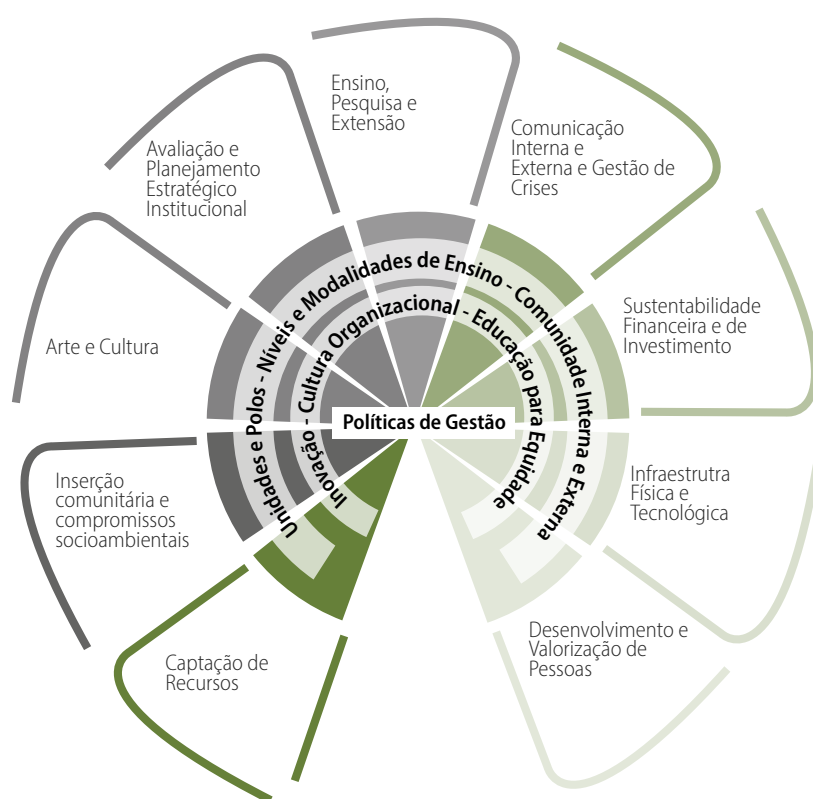 Ensino,
Pesquisa e
Extensão
Comunicação
Interna e
Externa e Gestão de
Crises
Avaliação e
Planejamento
Estratégico
Institucional
Sustentabilidade
Financeira e de
Investimento
Arte e Cultura
Unidades e Polos - Níveis e Modalidades de Ensino - Comunidade Interna e Externa
Inovação - Cultura Organizacional - Educação para Equidade
Políticas de Gestão
Inserção
comunitária e
compromissos
socioambientais
Infraestrutra
Física e
Tecnológica
Desenvolvimento e
Valorização de
Pessoas
Captação de
Recursos